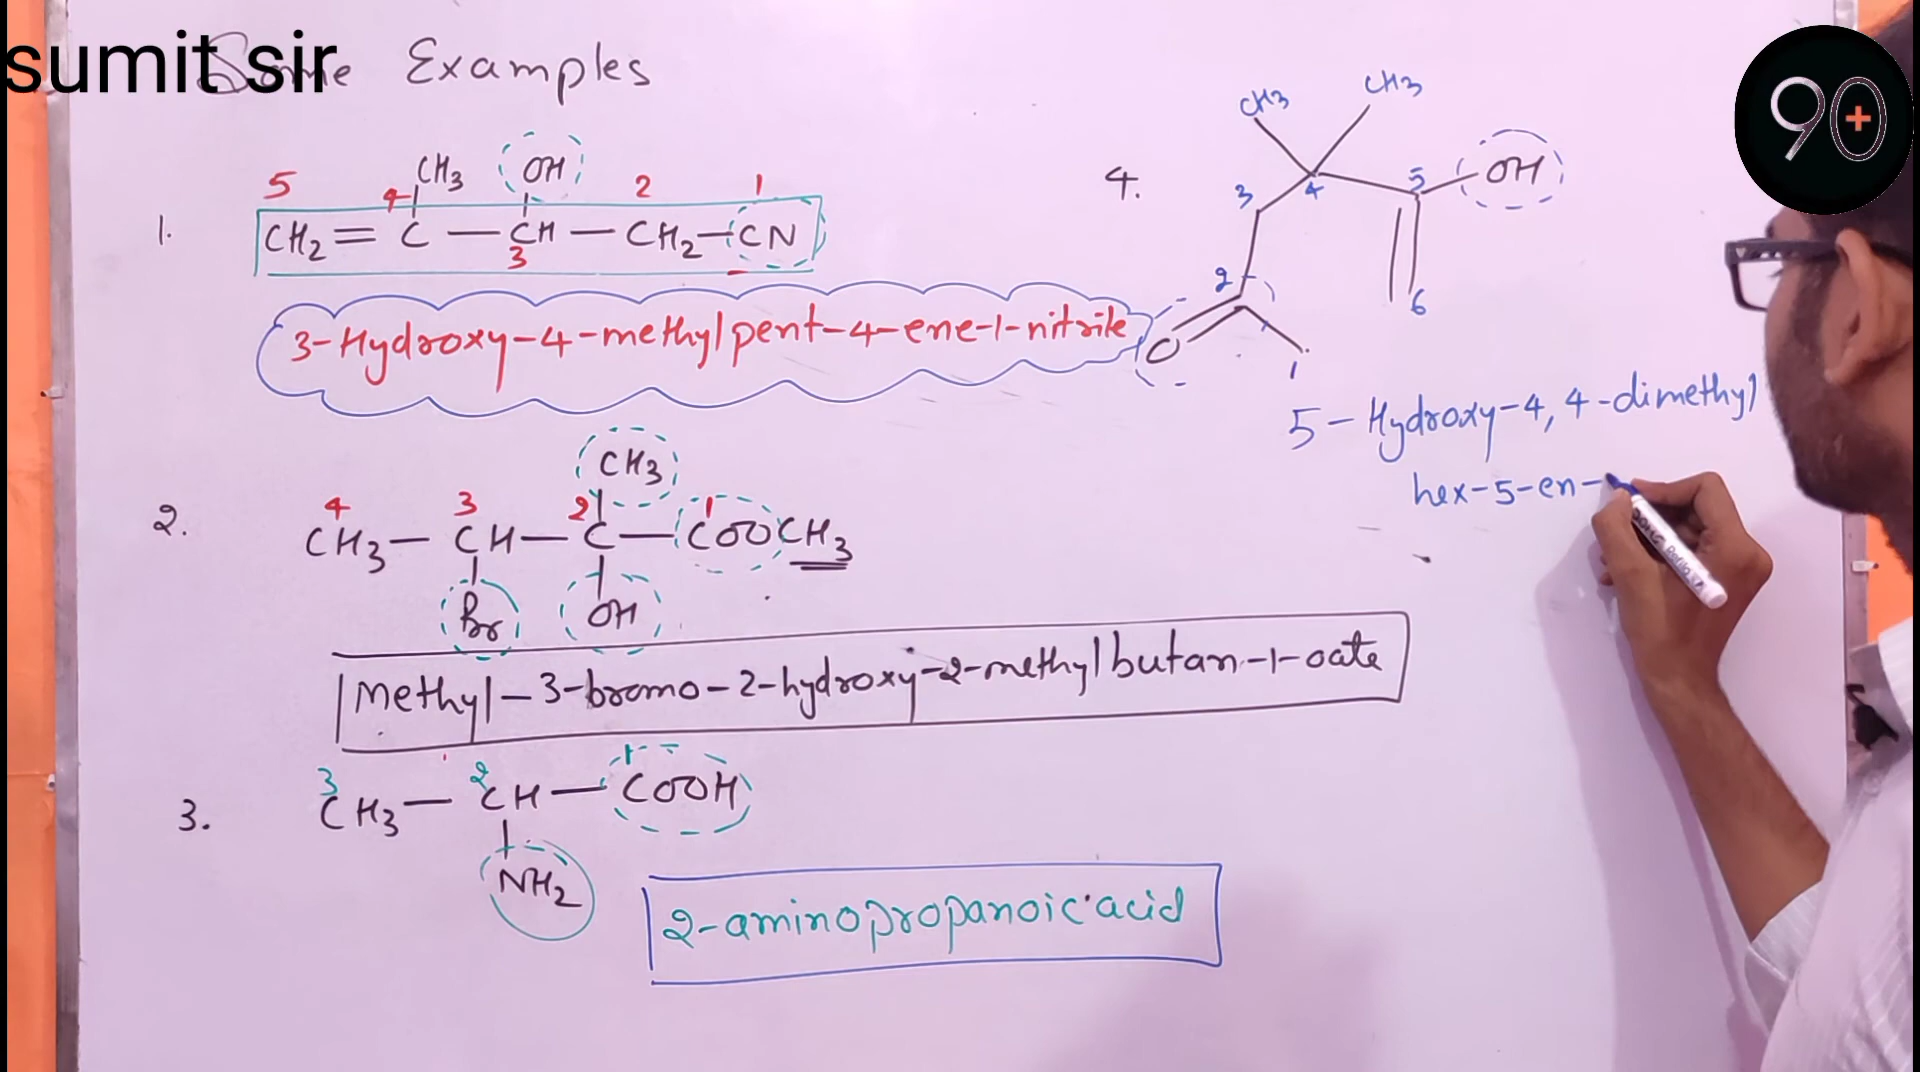 sumit sir
Some Examples
90+
1.
5 4 CH3 OH 2 1
CH2 = C — CH — CH2 — CN
3
3-Hydroxy-4-methylpent-4-ene-1-nitrile
2.
CH3
4 3 2 1
CH3 — CH — C — COOCH3
Br OH
Methyl-3-bromo-2-hydroxy-2-methylbutan-1-oate
3.
3 2 1
CH3 — CH — COOH
NH2
2-aminopropanoic acid
4.
CH3 CH3
3 4 5 OH
2
6
O
1
5-Hydroxy-4,4-dimethyl
hex-5-en-